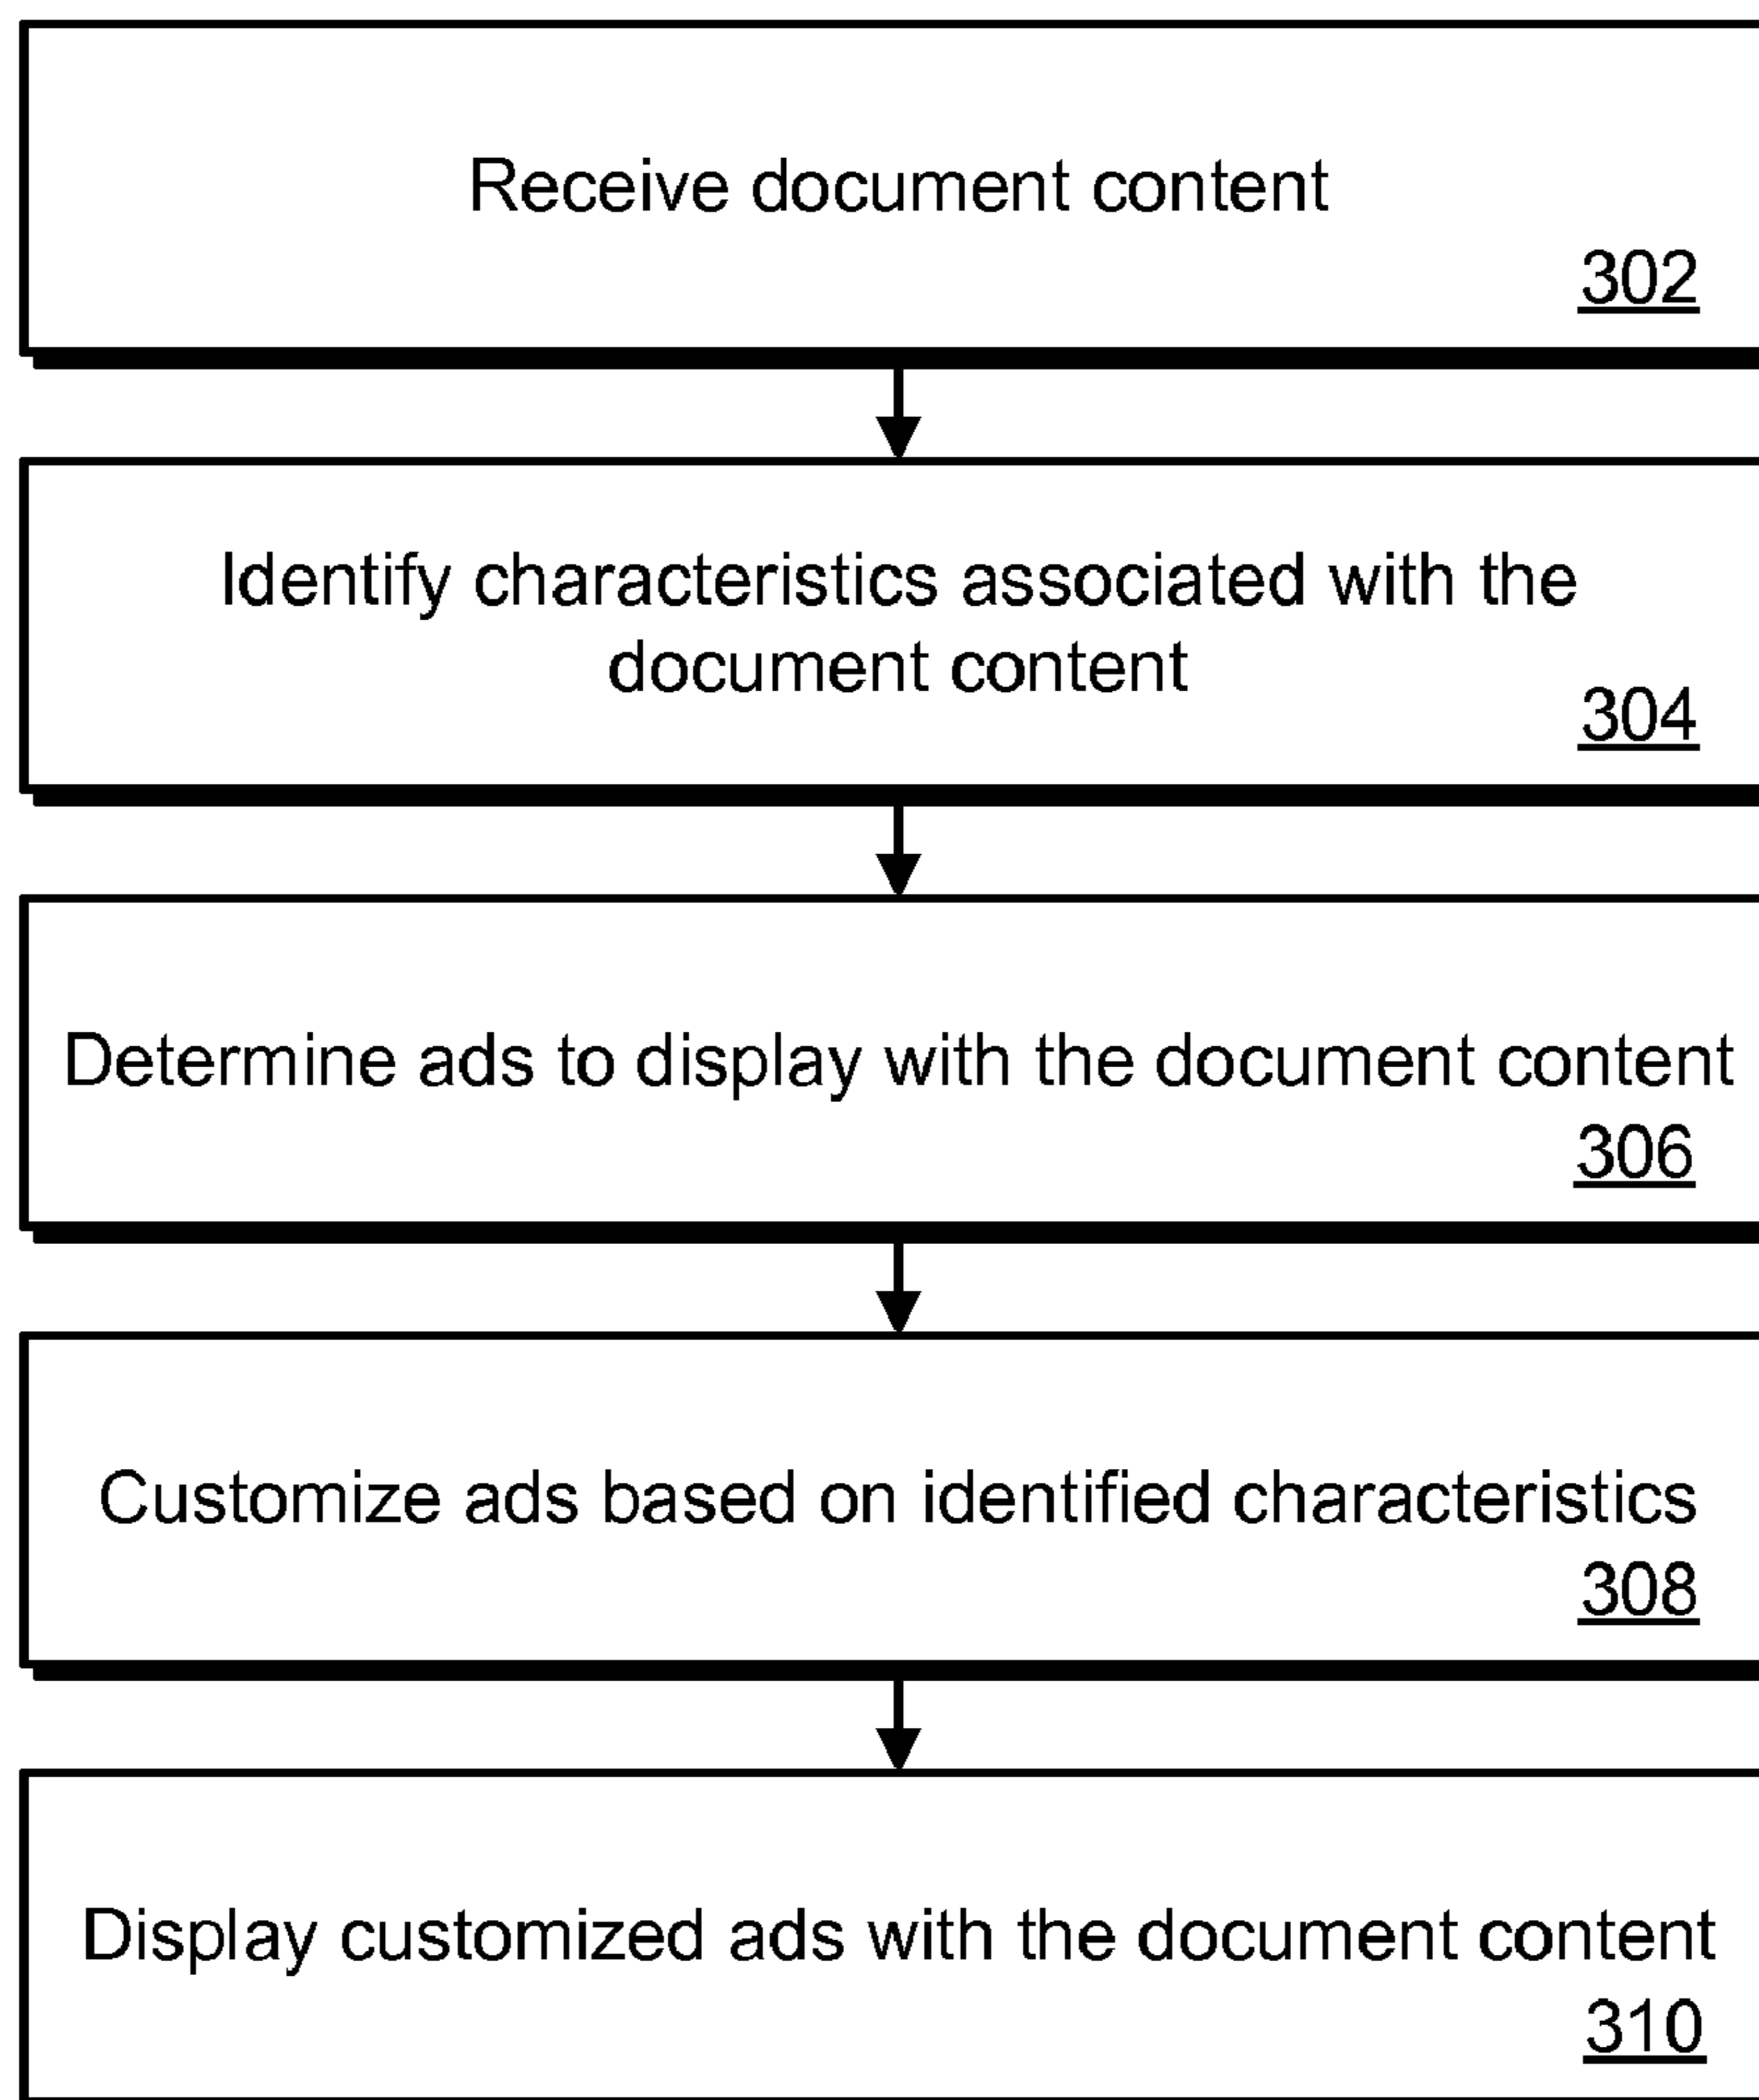 Receive document content
302
Identify characteristics associated with the
document content
304
Determine ads to display with the document content
306
Customize ads based on identified characteristics
308
Display customized ads with the document content
310